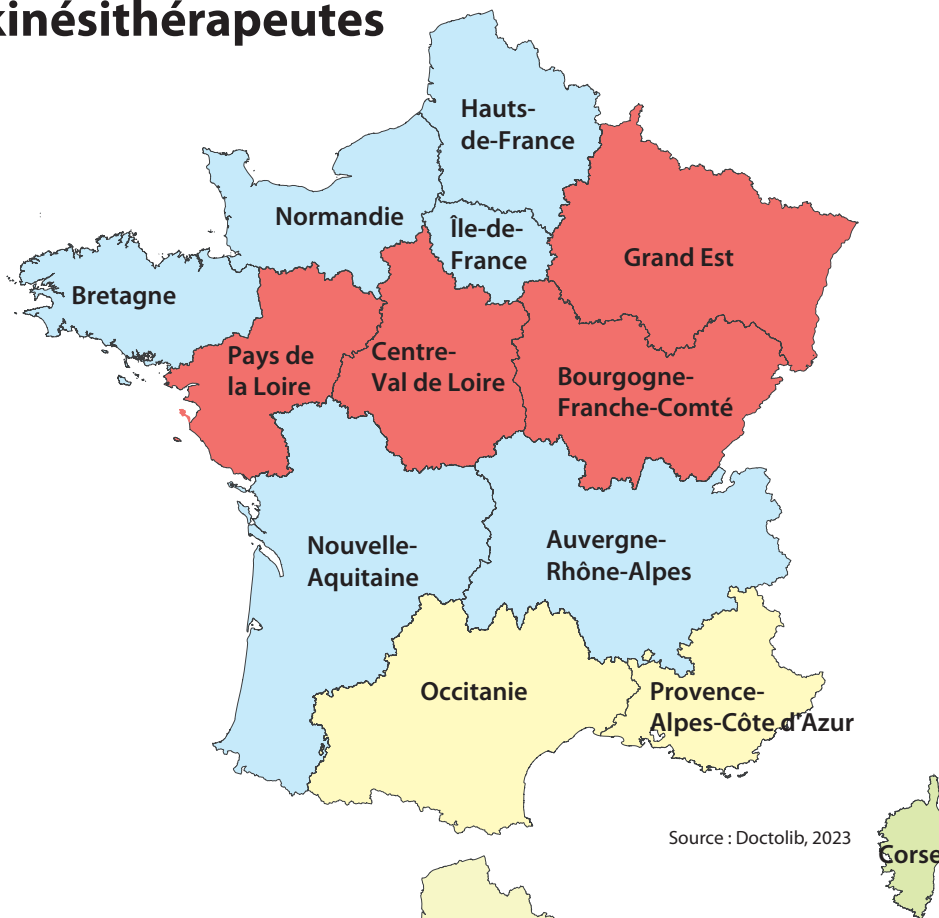 kinésithérapeutes
Hauts-
de-France
Normandie
Île-de-
France
Grand Est
Bretagne
Pays de
la Loire
Centre-
Val de Loire
Bourgogne-
Franche-Comté
Nouvelle-
Aquitaine
Auvergne-
Rhône-Alpes
Occitanie
Provence-
Alpes-Côte d'Azur
Source : Doctolib, 2023
Corse